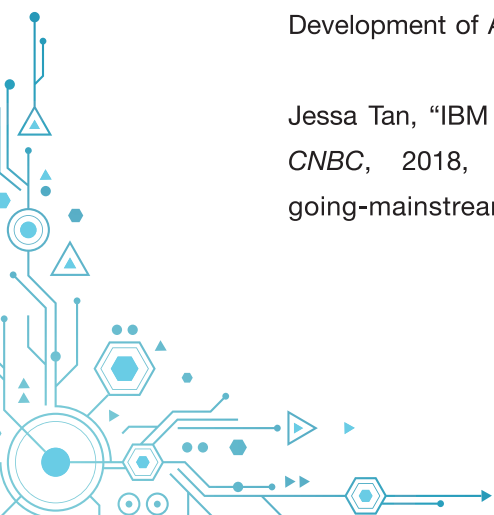 Development of A
Jessa Tan, “IBM
CNBC, 2018,
going-mainstrea